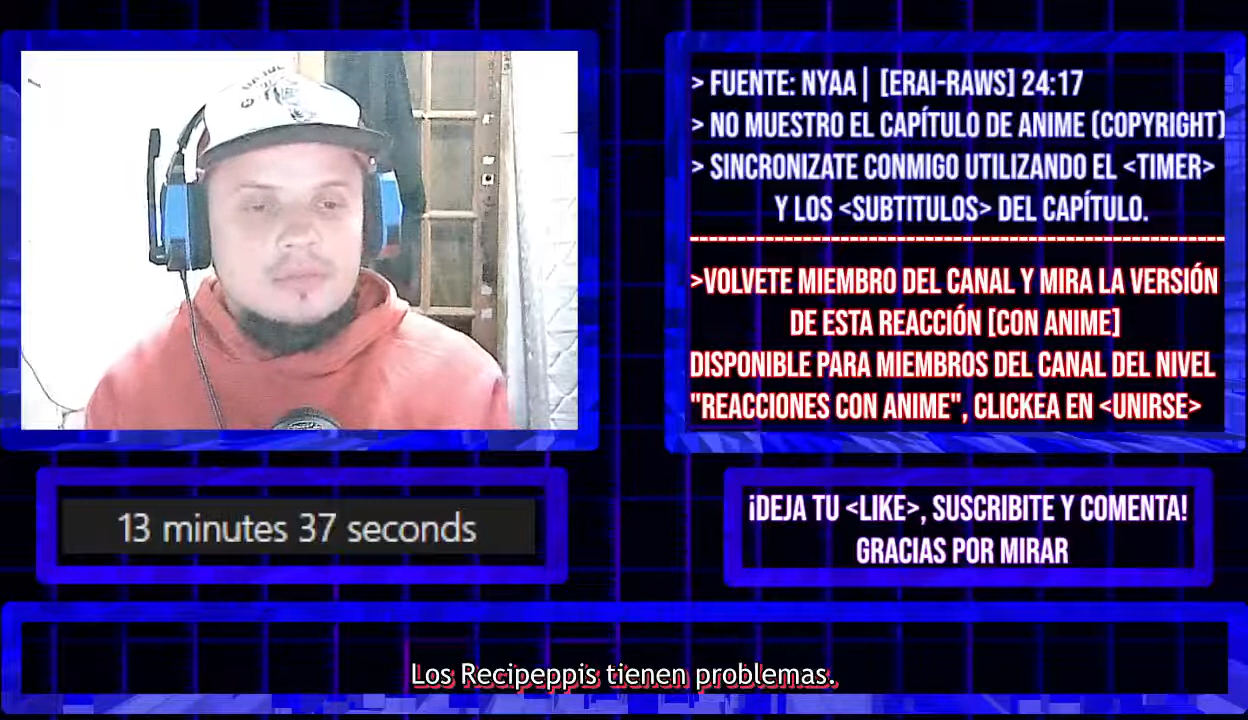 > FUENTE: NYAA| [ERAI-RAWS] 24:17
> NO MUESTRO EL CAPÍTULO DE ANIME (COPYRIGHT)
> SINCRONIZATE CONMIGO UTILIZANDO EL <TIMER>
Y LOS <SUBTITULOS> DEL CAPÍTULO.
>VOLVETE MIEMBRO DEL CANAL Y MIRA LA VERSIÓN
DE ESTA REACCIÓN [CON ANIME]
DISPONIBLE PARA MIEMBROS DEL CANAL DEL NIVEL
"REACCIONES CON ANIME", CLICKEA EN <UNIRSE>
13 minutes 37 seconds
¡DEJA TU <LIKE>, SUSCRIBITE Y COMENTA!
GRACIAS POR MIRAR
Los Recipeppis tienen problemas.